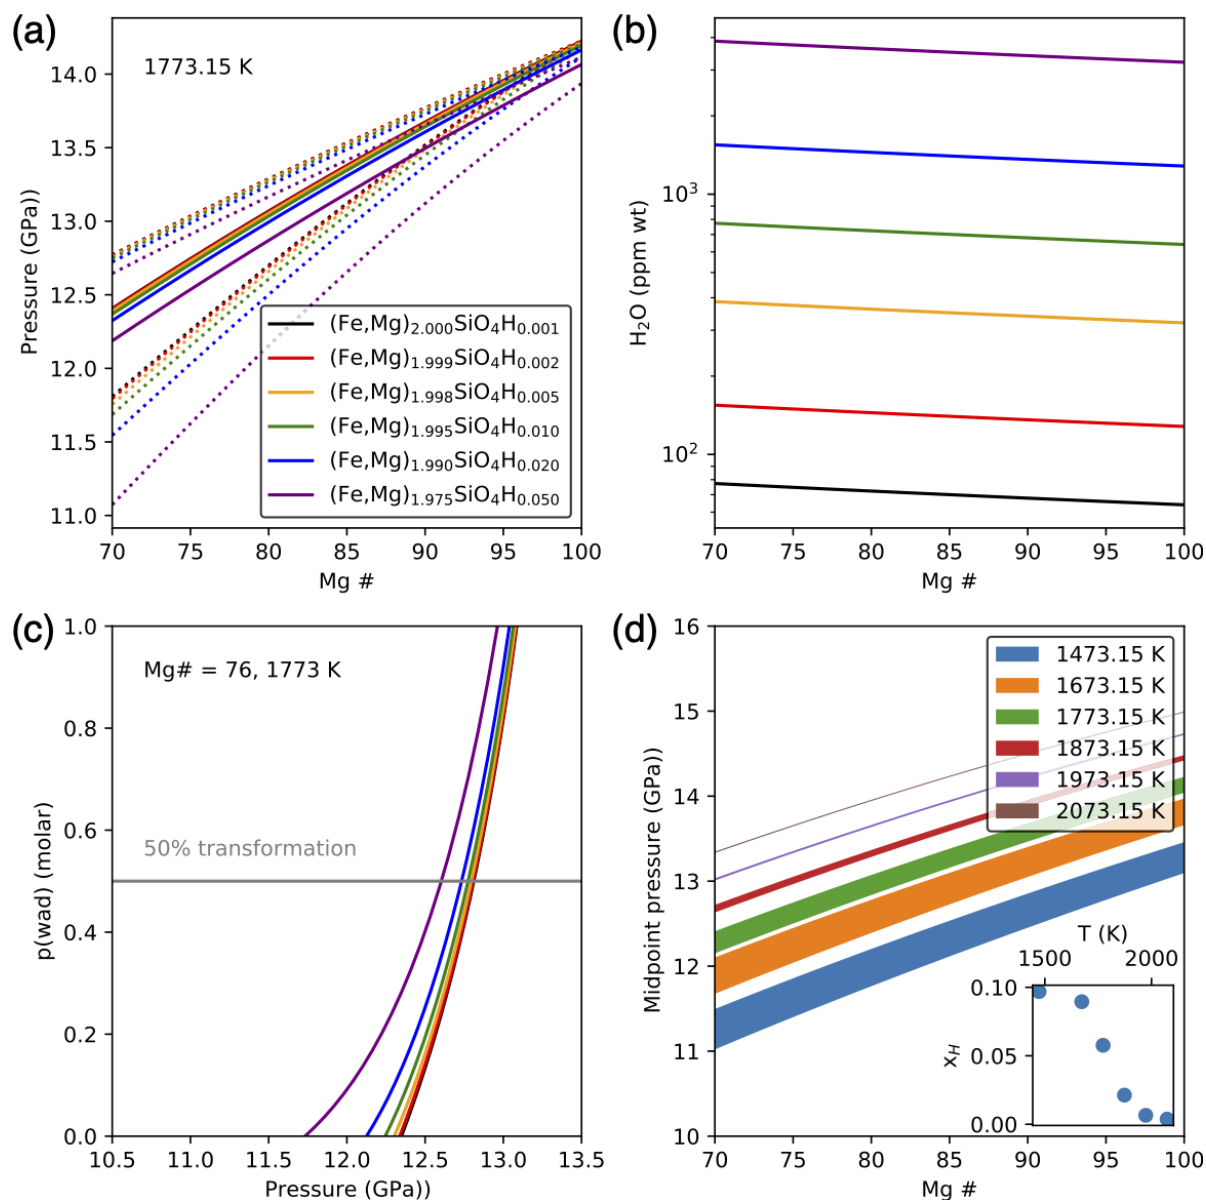 (a)
1773.15 K
14.0
13.5
13.0
12.5
12.0
11.5
11.0
Pressure (GPa))
(Fe,Mg)2.000SiO4H0.001
(Fe,Mg)1.999SiO4H0.002
(Fe,Mg)1.998SiO4H0.005
(Fe,Mg)1.995SiO4H0.010
(Fe,Mg)1.990SiO4H0.020
(Fe,Mg)1.975SiO4H0.050
70 75 80 85 90 95 100
Mg #
(b)
H2O (ppm wt)
10^3
10^2
70 75 80 85 90 95 100
Mg #
(c)
Mg# = 76, 1773 K
1.0
0.8
0.6
0.4
0.2
0.0
p(wad) (molar)
50% transformation
10.5 11.0 11.5 12.0 12.5 13.0 13.5
Pressure (GPa))
(d)
16
15
14
13
12
11
10
Midpoint pressure (GPa))
1473.15 K
1673.15 K
1773.15 K
1873.15 K
1973.15 K
2073.15 K
T (K)
1500 2000
0.10
0.05
0.00
xH
70 75 80 85 90 95 100
Mg #